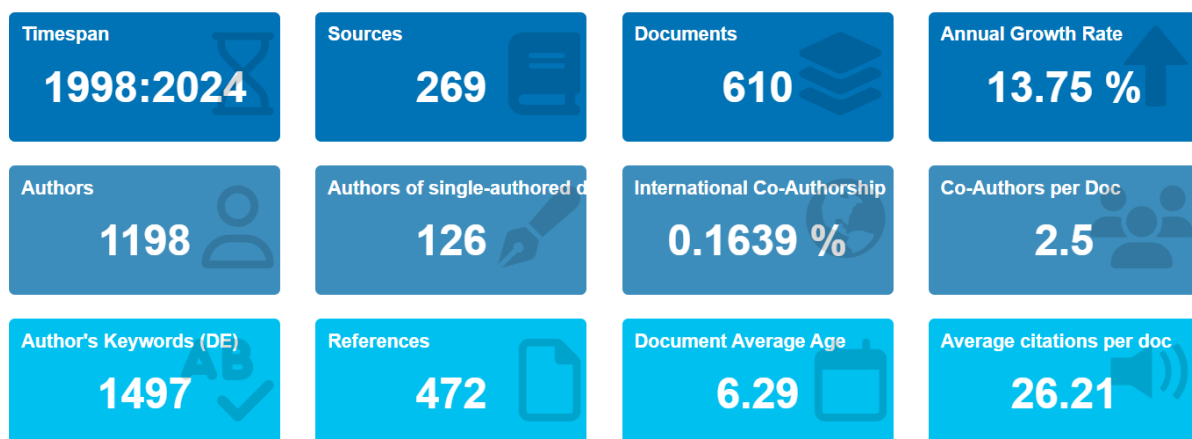 Timespan
1998:2024
Sources
269
Documents
610
Annual Growth Rate
13.75 %
Authors
1198
Authors of single-authored d
126
International Co-Authorship
0.1639 %
Co-Authors per Doc
2.5
Author's Keywords (DE)
1497
AB
References
472
Document Average Age
6.29
Average citations per doc
26.21